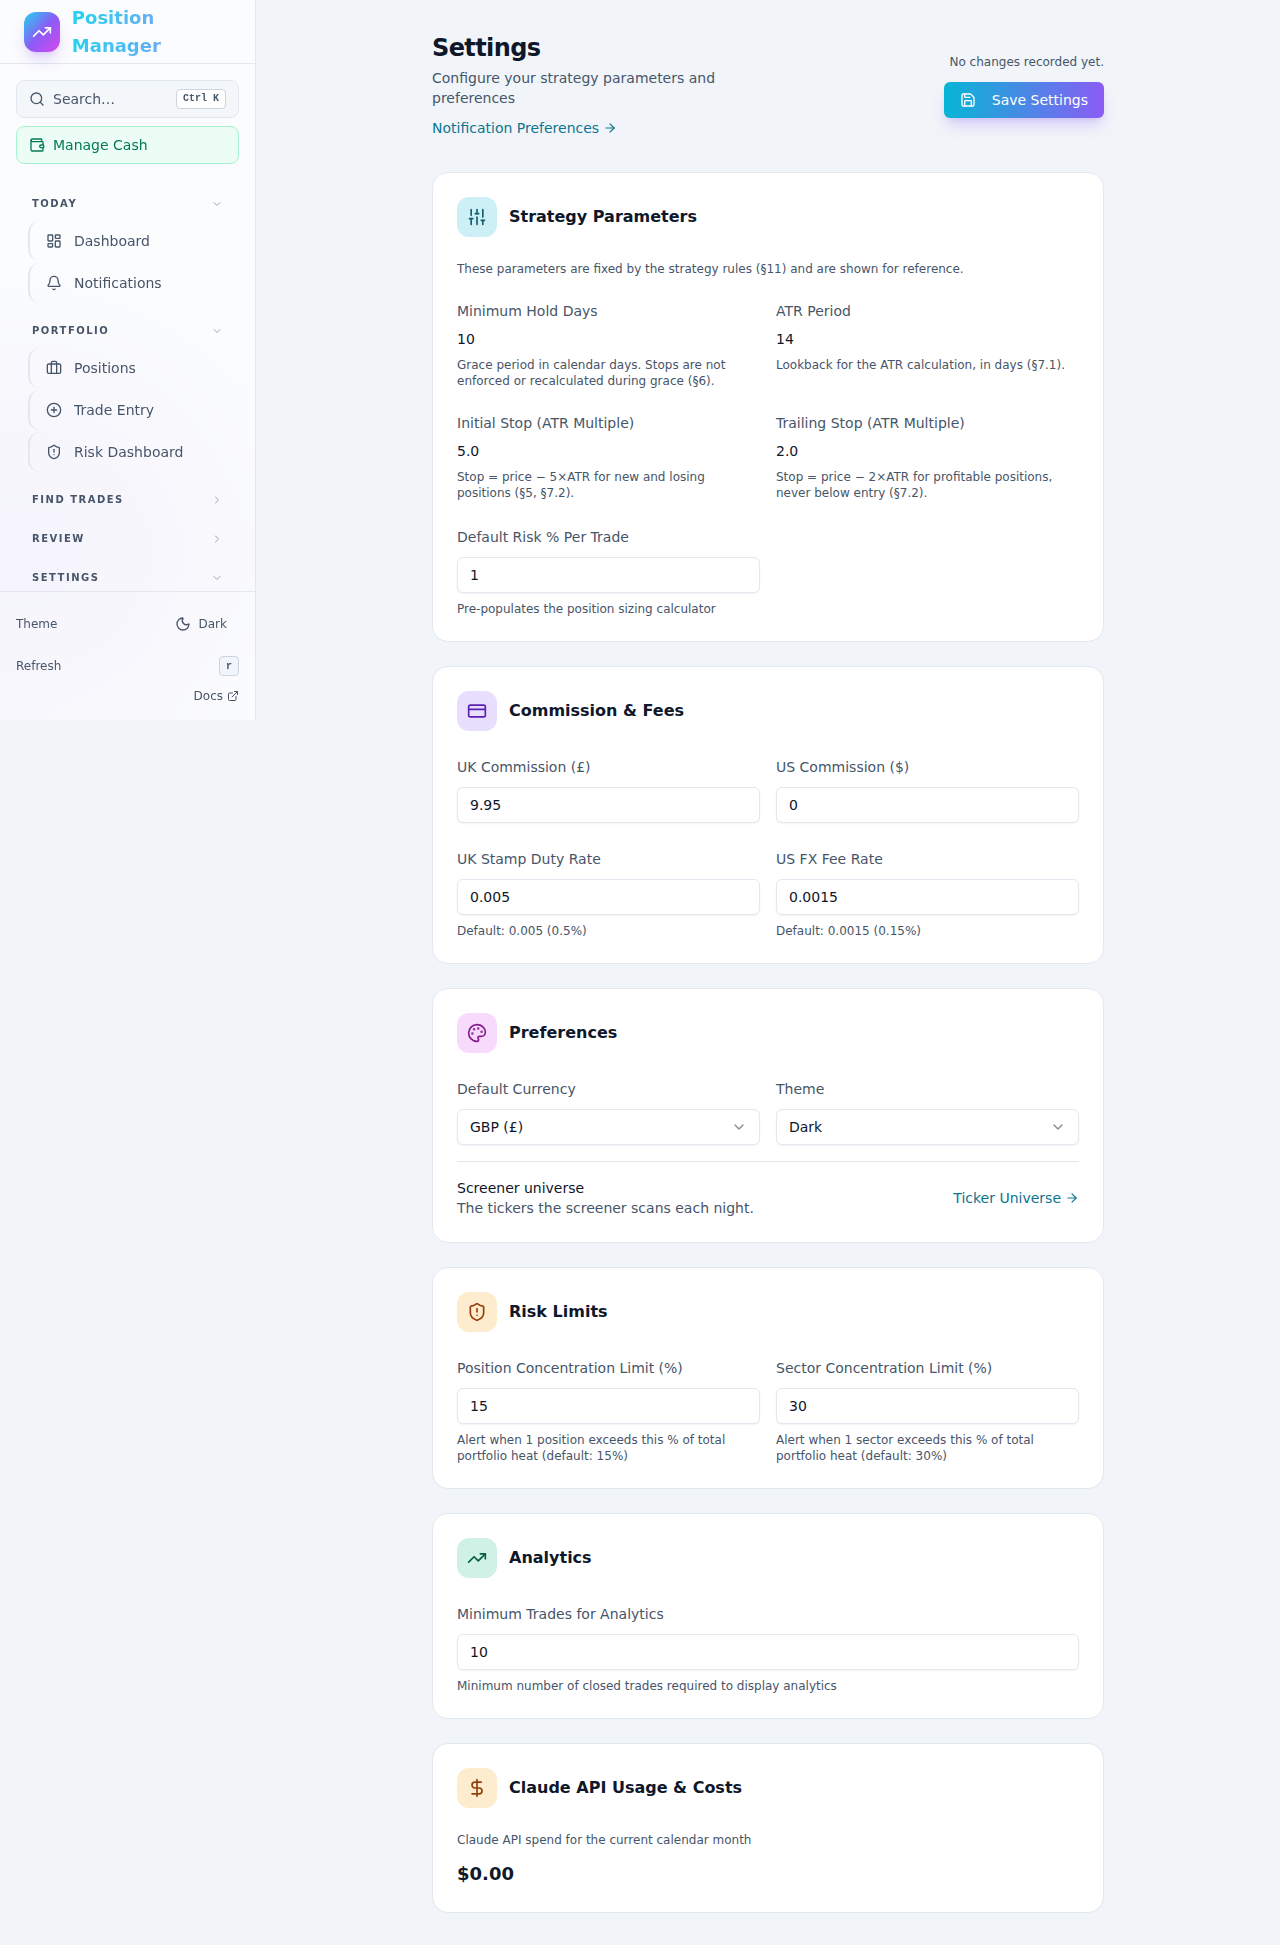 Position
Manager
Search...
Ctrl K
Manage Cash
TODAY
Dashboard
Notifications
PORTFOLIO
Positions
Trade Entry
Risk Dashboard
FIND TRADES
REVIEW
SETTINGS
Theme
Dark
Refresh
r
Docs
Settings
Configure your strategy parameters and
preferences
Notification Preferences
No changes recorded yet.
Save Settings
Strategy Parameters
These parameters are fixed by the strategy rules (§11) and are shown for reference.
Minimum Hold Days
10
Grace period in calendar days. Stops are not
enforced or recalculated during grace (§6).
ATR Period
14
Lookback for the ATR calculation, in days (§7.1).
Initial Stop (ATR Multiple)
5.0
Stop = price − 5×ATR for new and losing
positions (§5, §7.2).
Trailing Stop (ATR Multiple)
2.0
Stop = price − 2×ATR for profitable positions,
never below entry (§7.2).
Default Risk % Per Trade
1
Pre-populates the position sizing calculator
Commission & Fees
UK Commission (£)
9.95
US Commission ($)
0
UK Stamp Duty Rate
0.005
Default: 0.005 (0.5%)
US FX Fee Rate
0.0015
Default: 0.0015 (0.15%)
Preferences
Default Currency
GBP (£)
Theme
Dark
Screener universe
The tickers the screener scans each night.
Ticker Universe
Risk Limits
Position Concentration Limit (%)
15
Alert when 1 position exceeds this % of total
portfolio heat (default: 15%)
Sector Concentration Limit (%)
30
Alert when 1 sector exceeds this % of total
portfolio heat (default: 30%)
Analytics
Minimum Trades for Analytics
10
Minimum number of closed trades required to display analytics
Claude API Usage & Costs
Claude API spend for the current calendar month
$0.00